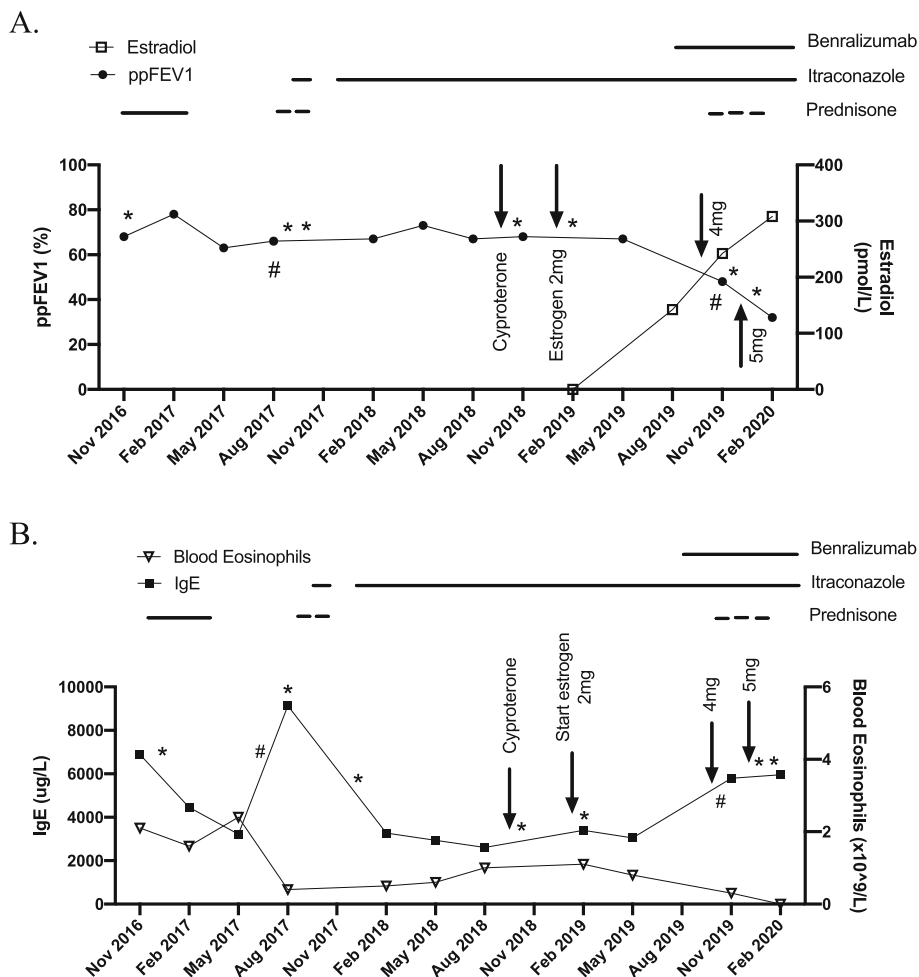 A.
Estradiol
ppFEV1
Benralizumab
Itraconazole
Prednisone
100
80
60
40
20
0
ppFEV1 (%)
*
* *
#
Cyproterone
*
Estrogen 2mg
*
4mg
*
#
*
5mg
400
300
200
100
0
Estradiol
(pmol/L)
Nov 2016
Feb 2017
May 2017
Aug 2017
Nov 2017
Feb 2018
May 2018
Aug 2018
Nov 2018
Feb 2019
May 2019
Aug 2019
Nov 2019
Feb 2020
B.
Blood Eosinophils
IgE
Benralizumab
Itraconazole
Prednisone
10000
8000
6000
4000
2000
0
IgE (ug/L)
*
#
*
*
Cyproterone
*
Start estrogen
2mg
*
4mg
#
5mg
* *
6
4
2
0
Blood Eosinophils (x10^9/L)
Nov 2016
Feb 2017
May 2017
Aug 2017
Nov 2017
Feb 2018
May 2018
Aug 2018
Nov 2018
Feb 2019
May 2019
Aug 2019
Nov 2019
Feb 2020